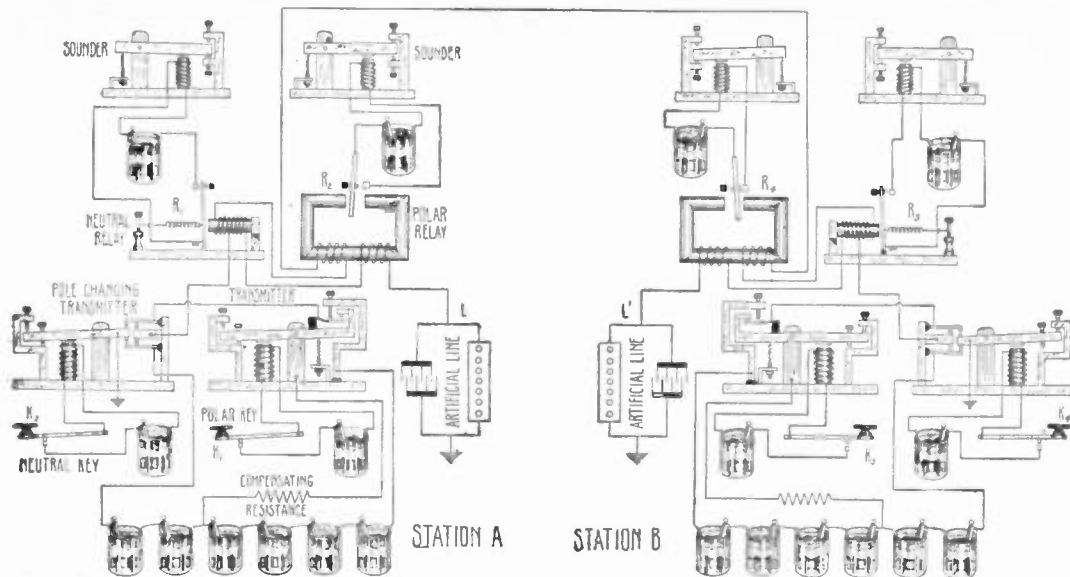 SOUNDER
SOUNDER
R₁
NEUTRAL
RELAY
R₂
POLAR
RELAY
R₄
R₃
POLE CHANGING
TRANSMITTER
TRANSMITTER
L
ARTIFICIAL LINE
L'
ARTIFICIAL LINE
K₂
NEUTRAL KEY
POLAR KEY
K₁
K₃
K₄
COMPENSATING
RESISTANCE
STATION A
STATION B